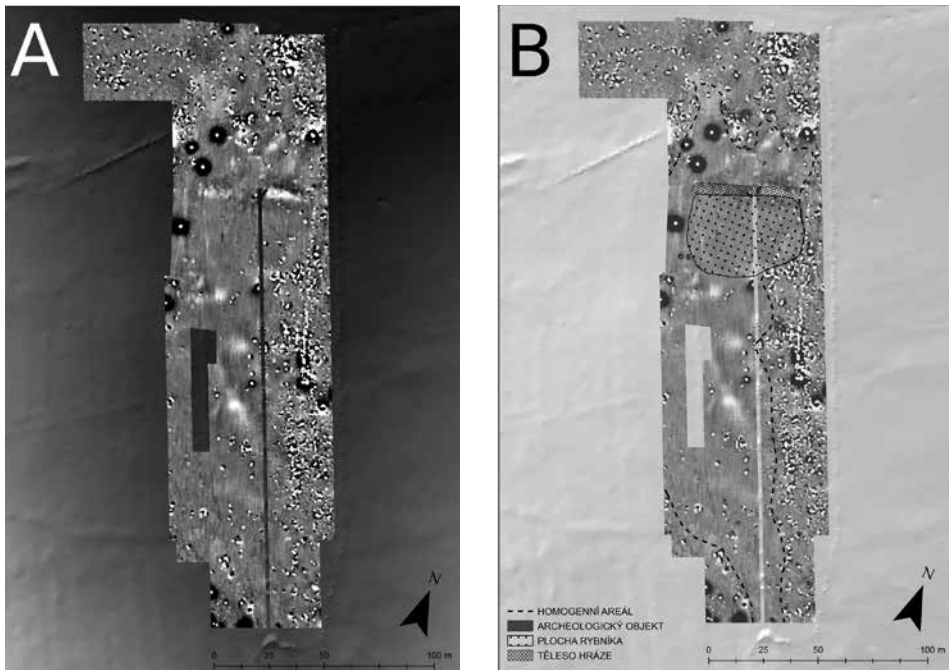 A
B
N
0 25 50 100 m
N
HOMOGENNÍ AREÁL
ARCHEOLOGICKÝ OBJEKT
PLOCHA RYBNÍKA
TĚLESO HRÁZE
0 25 50 100 m